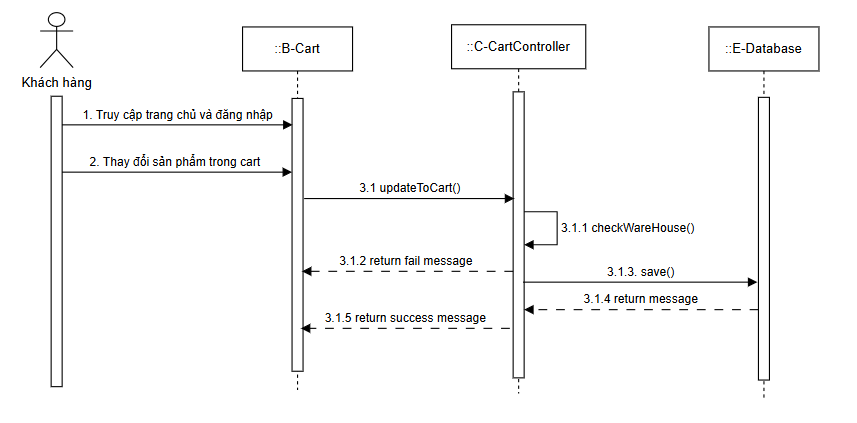 ::B-Cart
::C-CartController
::E-Database
Khách hàng
1. Truy cập trang chủ và đăng nhập
2. Thay đổi sản phẩm trong cart
3.1 updateToCart()
3.1.1 checkWareHouse()
3.1.2 return fail message
3.1.3. save()
3.1.4 return message
3.1.5 return success message